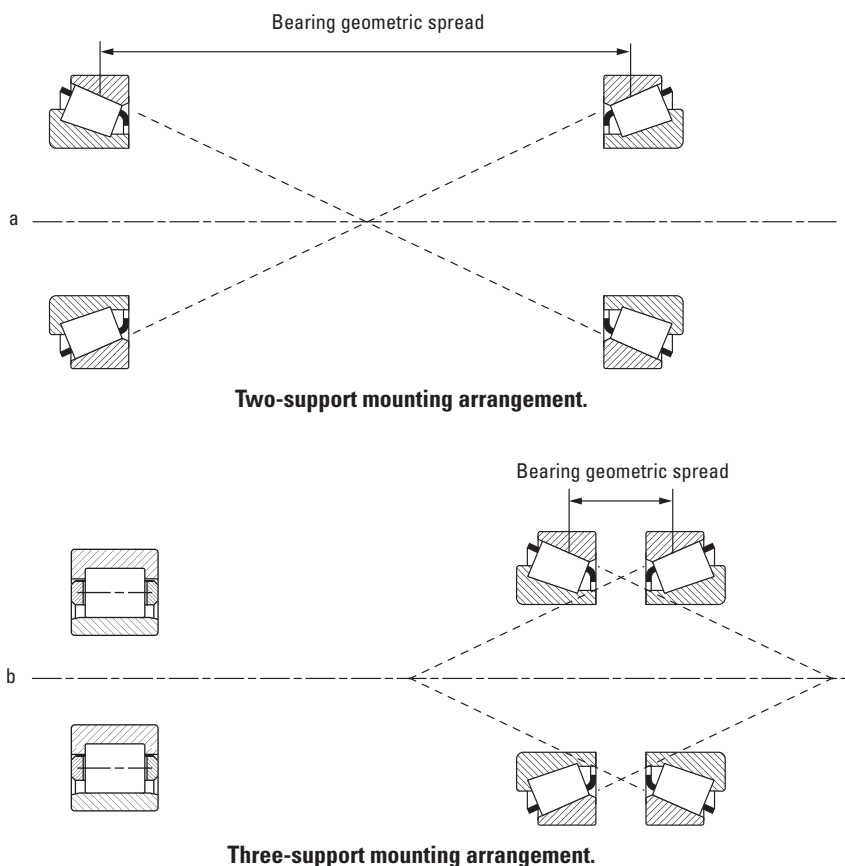 Bearing geometric spread
a
Two-support mounting arrangement.
Bearing geometric spread
b
Three-support mounting arrangement.